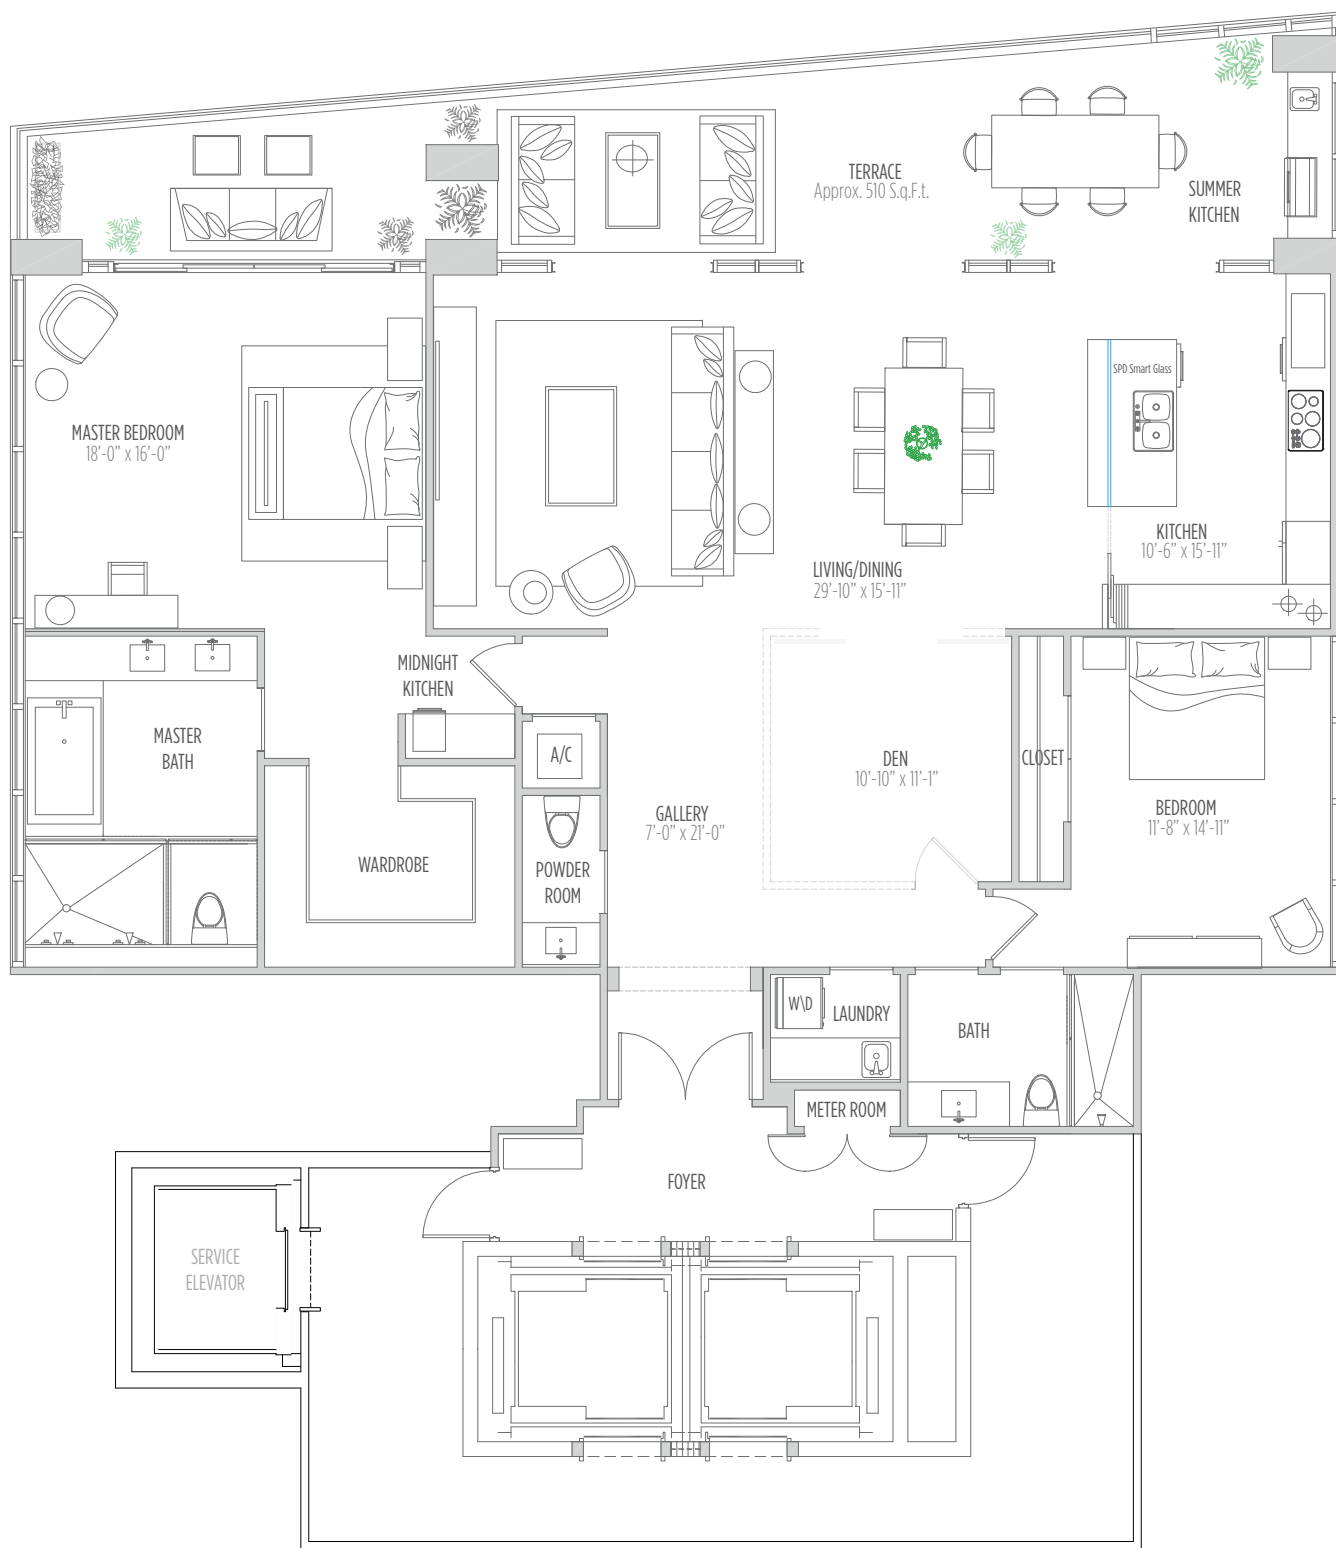 TERRACE
Approx. 510 S.q.F.t.
SUMMER
KITCHEN
SPD Smart Glass
MASTER BEDROOM
18'-0" x 16'-0"
KITCHEN
10'-6" x 15'-11"
LIVING/DINING
29'-10" x 15'-11"
MIDNIGHT
KITCHEN
MASTER
BATH
A/C
DEN
10'-10" x 11'-1"
CLOSET
GALLERY
7'-0" x 21'-0"
BEDROOM
11'-8" x 14'-11"
WARDROBE
POWDER
ROOM
W\D
LAUNDRY
BATH
METER ROOM
FOYER
SERVICE
ELEVATOR